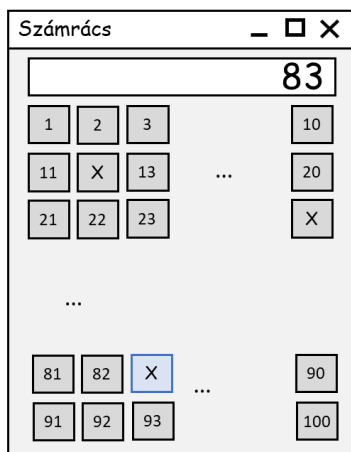 Számrács
83
1 2 3 10
11 X 13 ... 20
21 22 23 X
...
81 82 X ... 90
91 92 93 100